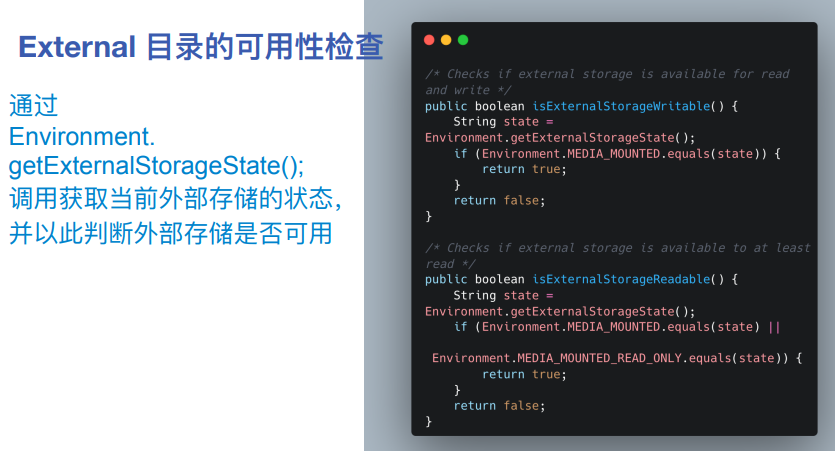 External 目录的可用性检查
通过
Environment.
getExternalStorageState();
调用获取当前外部存储的状态，
并以此判断外部存储是否可用
/* Checks if external storage is available for read
and write */
public boolean isExternalStorageWritable() {
    String state =
Environment.getExternalStorageState();
    if (Environment.MEDIA_MOUNTED.equals(state)) {
        return true;
    }
    return false;
}
/* Checks if external storage is available to at least
read */
public boolean isExternalStorageReadable() {
    String state =
Environment.getExternalStorageState();
    if (Environment.MEDIA_MOUNTED.equals(state) ||
 Environment.MEDIA_MOUNTED_READ_ONLY.equals(state)) {
        return true;
    }
    return false;
}